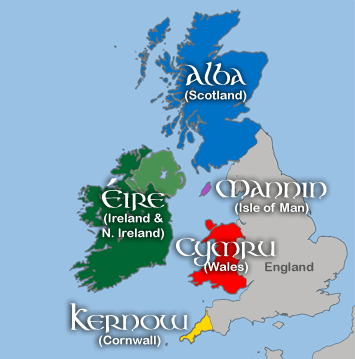 Alba
(Scotland)
Mannin
(Isle of Man)
Éire
(Ireland &
N. Ireland)
Cymru
(Wales)
England
Kernow
(Cornwall)